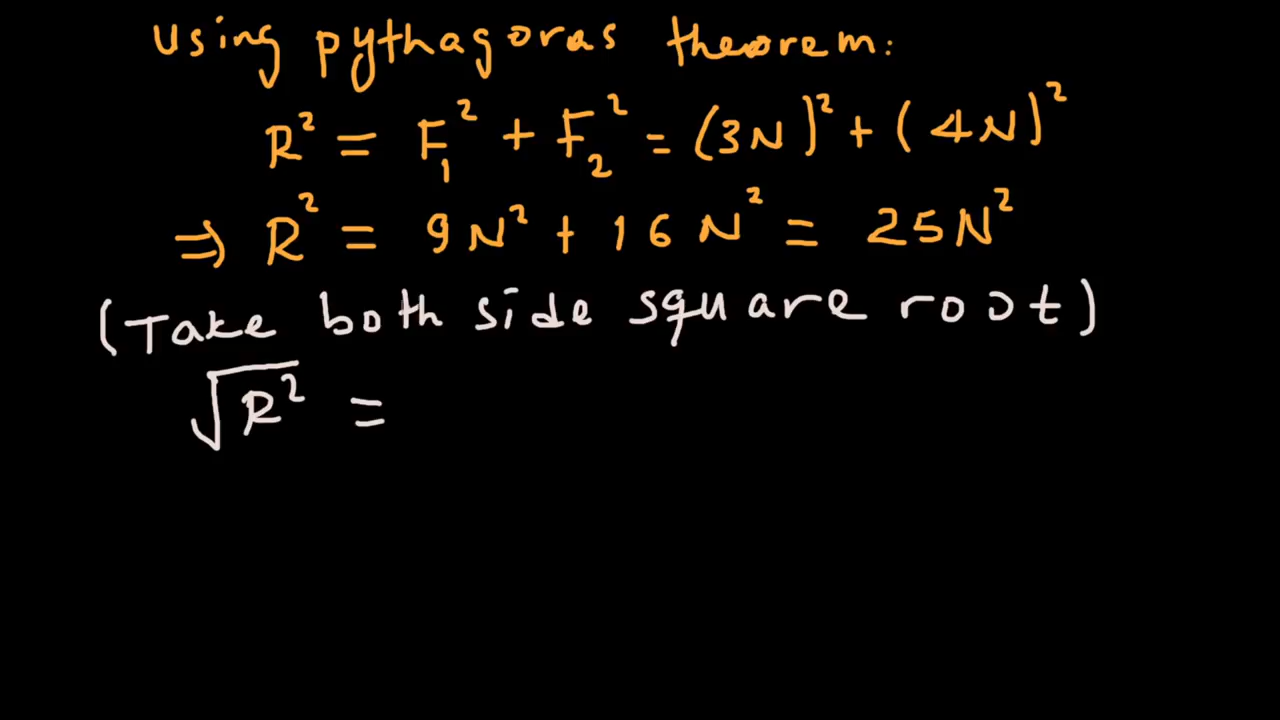 Using pythagoras theorem:
R² = F₁² + F₂² = (3N)² + (4N)²
⇒ R² = 9N² + 16N² = 25N²
(Take both side square root)
√R² =